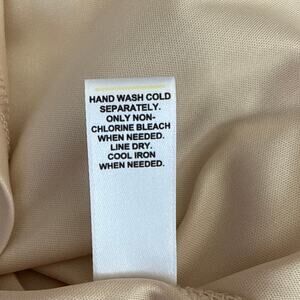 HAND WASH COLD
SEPARATELY.
ONLY NON-
CHLORINE BLEACH
WHEN NEEDED.
LINE DRY.
COOL IRON
WHEN NEEDED.